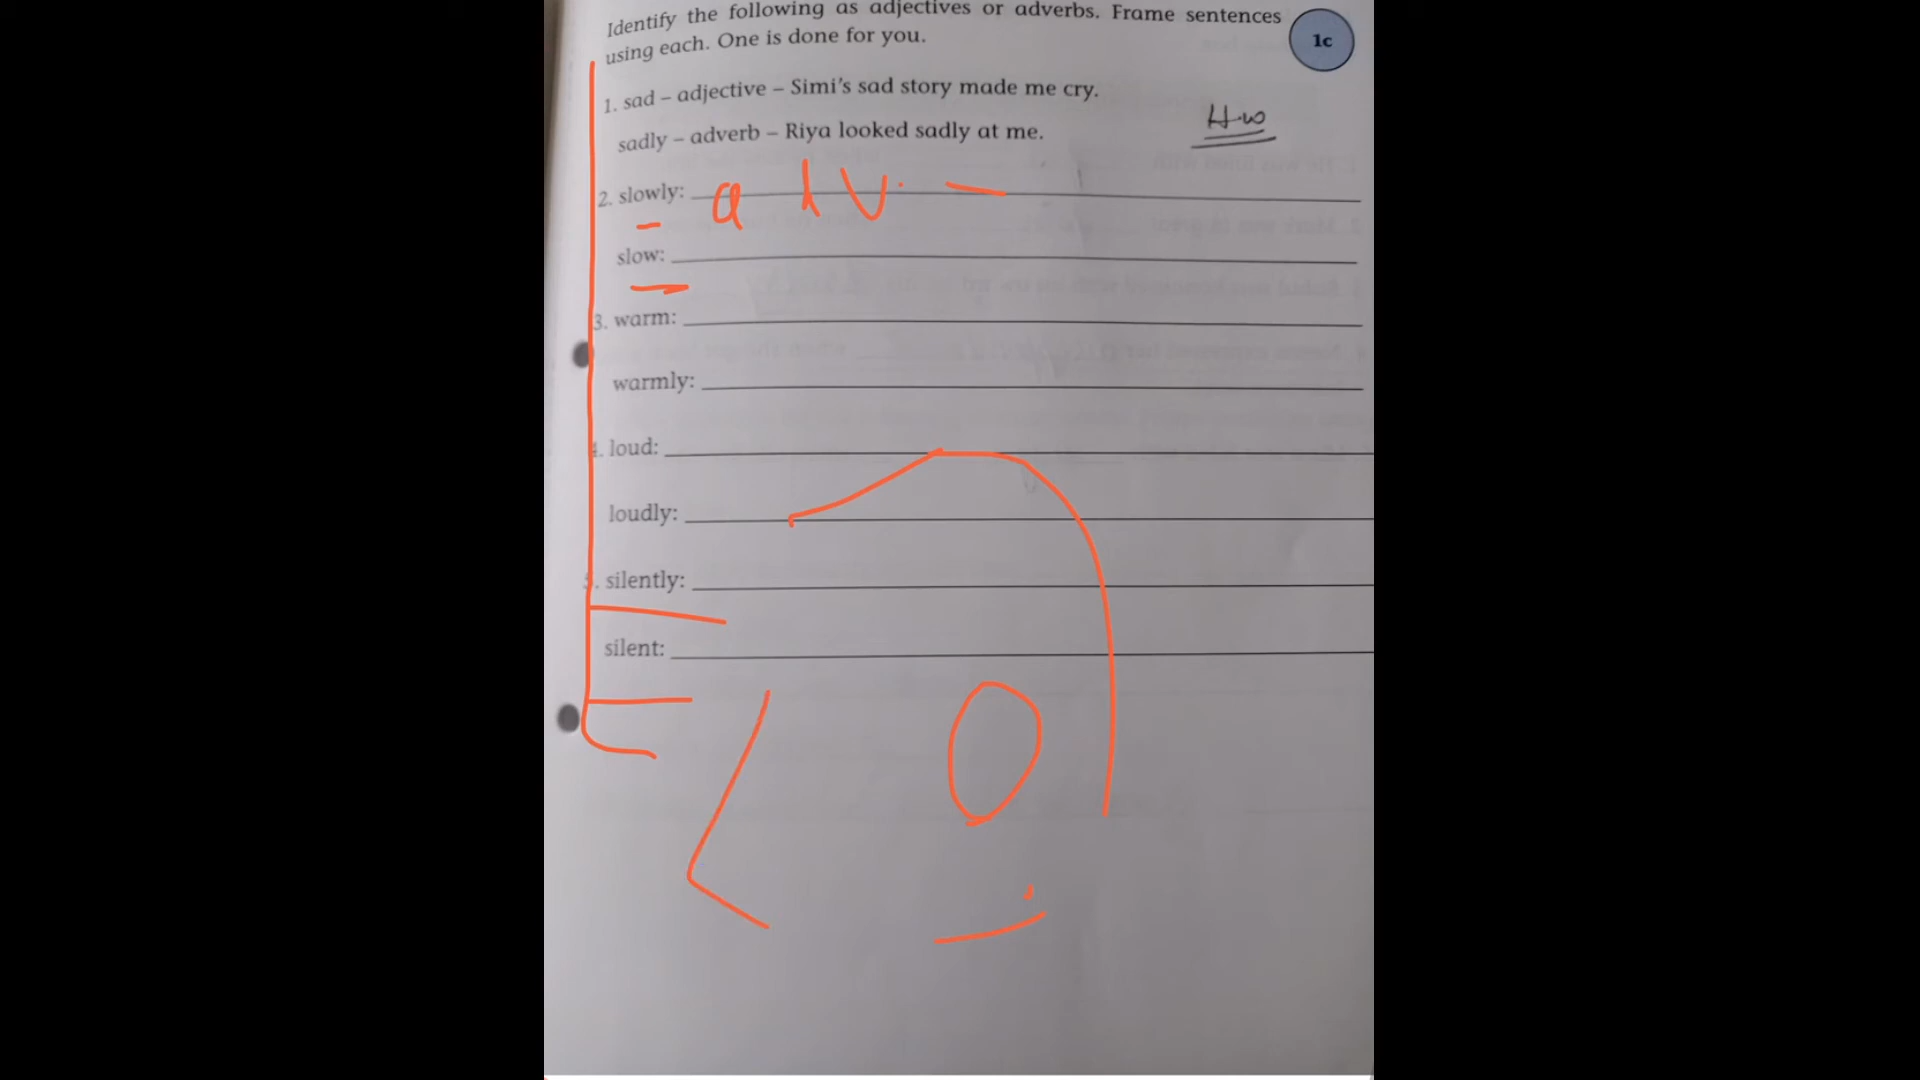 Identify the following as adjectives or adverbs. Frame sentences
using each. One is done for you.
1c
1. sad – adjective – Simi's sad story made me cry.
H.w
sadly – adverb – Riya looked sadly at me.
2. slowly:
slow:
3. warm:
warmly:
4. loud:
loudly:
5. silently:
silent: